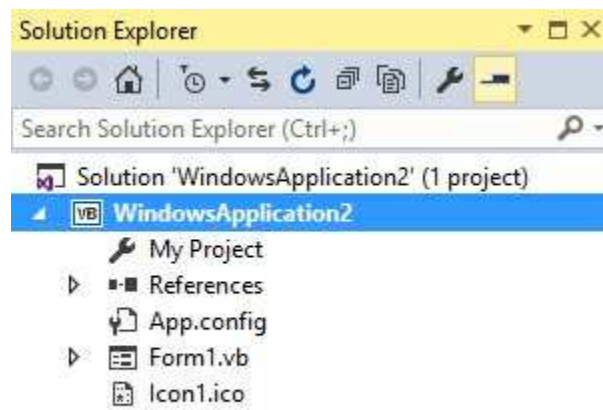 Solution Explorer
Search Solution Explorer (Ctrl+;)
Solution 'WindowsApplication2' (1 project)
VB WindowsApplication2
My Project
References
App.config
Form1.vb
Icon1.ico